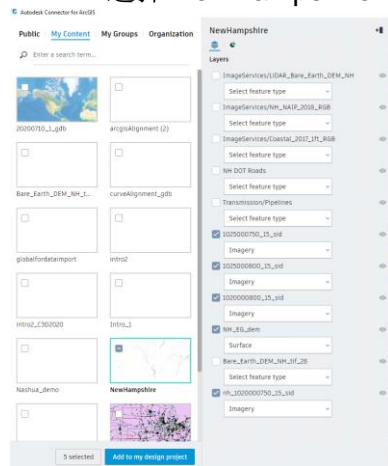 Autodesk Connector for ArcGIS
Public My Content My Groups Organization
Enter a search term...
20200710_1_gdb
arcgisAlignment (2)
Bare_Earth_DEM_NH_t...
curveAlignment_gdb
globalfordataimport
intro2
intro2_C3D2020
Intro_1
Nashua_demo
NewHampshire
5 selected
Add to my design project
NewHampshire
Layers
ImageServices/LiDAR_Bare_Earth_DEM_NH
Select feature type
ImageServices/NH_NAIP_2018_RGB
Select feature type
ImageServices/Coastal_2017_1ft_RGB
Select feature type
NH DOT Roads
Select feature type
Transmission/Pipelines
Select feature type
1025000750_15_sid
Imagery
1025000800_15_sid
Imagery
1020000800_15_sid
Imagery
NH_EG_dem
Surface
Bare_Earth_DEM_NH_tif_26
Select feature type
nh_1020000750_15_sid
Imagery